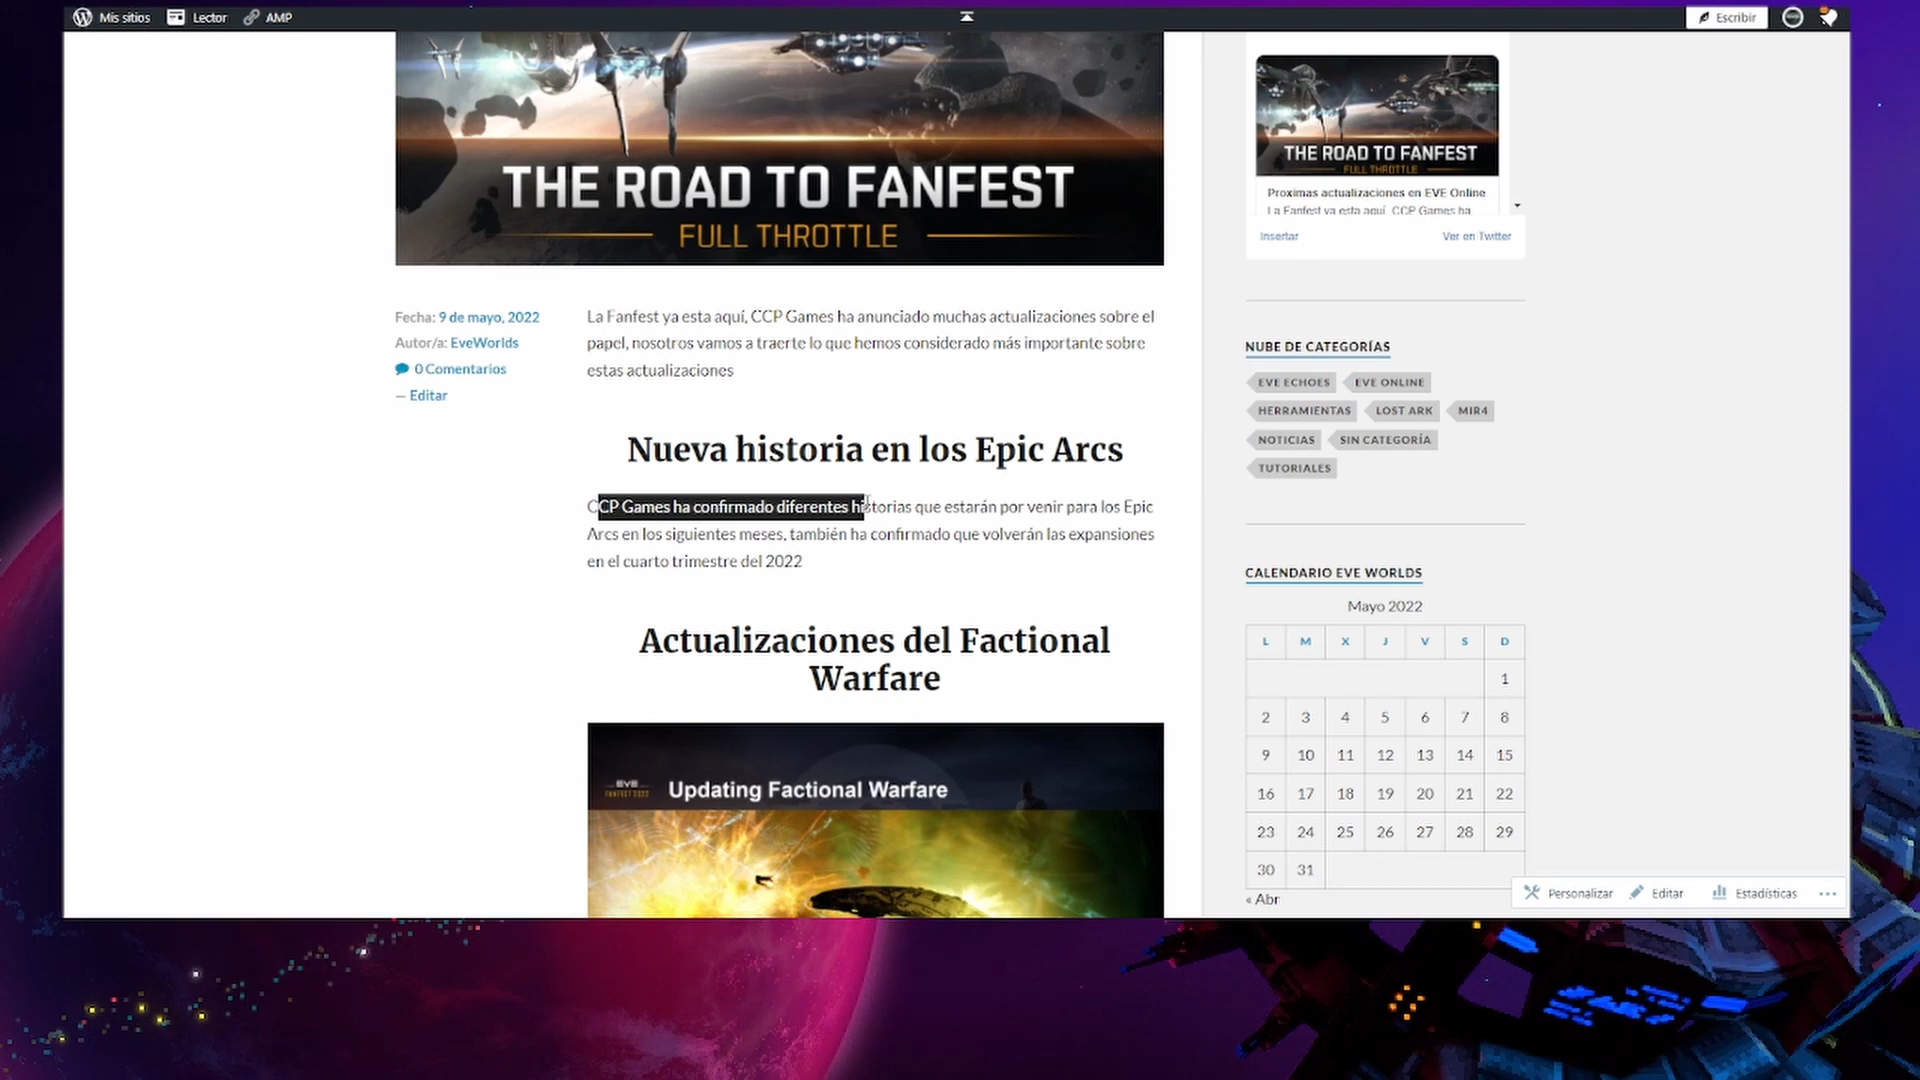 Mis sitios
Lector
AMP
Escribir
THE ROAD TO FANFEST
FULL THROTTLE
Fecha: 9 de mayo, 2022
Autor/a: EveWorlds
0 Comentarios
— Editar
La Fanfest ya esta aquí, CCP Games ha anunciado muchas actualizaciones sobre el
papel, nosotros vamos a traerte lo que hemos considerado más importante sobre
estas actualizaciones
Nueva historia en los Epic Arcs
CCP Games ha confirmado diferentes historias que estarán por venir para los Epic
Arcs en los siguientes meses, también ha confirmado que volverán las expansiones
en el cuarto trimestre del 2022
Actualizaciones del Factional
Warfare
EVE
FANFEST 2022
Updating Factional Warfare
THE ROAD TO FANFEST
FULL THROTTLE
Proximas actualizaciones en EVE Online
La Fanfest ya esta aquí, CCP Games ha
Insertar
Ver en Twitter
NUBE DE CATEGORÍAS
EVE ECHOES
EVE ONLINE
HERRAMIENTAS
LOST ARK
MIR4
NOTICIAS
SIN CATEGORÍA
TUTORIALES
CALENDARIO EVE WORLDS
Mayo 2022
L M X J V S D
1
2 3 4 5 6 7 8
9 10 11 12 13 14 15
16 17 18 19 20 21 22
23 24 25 26 27 28 29
30 31
« Abr
Personalizar
Editar
Estadísticas